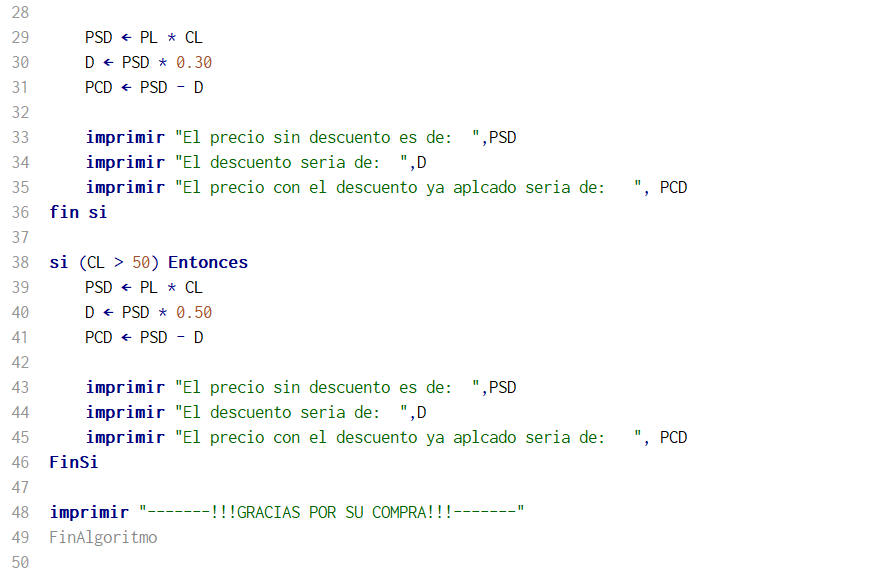 28
29 PSD ← PL * CL
30 D ← PSD * 0.30
31 PCD ← PSD - D
32
33 imprimir "El precio sin descuento es de:  ",PSD
34 imprimir "El descuento seria de:  ",D
35 imprimir "El precio con el descuento ya aplcado seria de:   ", PCD
36 fin si
37
38 si (CL > 50) Entonces
39 PSD ← PL * CL
40 D ← PSD * 0.50
41 PCD ← PSD - D
42
43 imprimir "El precio sin descuento es de:  ",PSD
44 imprimir "El descuento seria de:  ",D
45 imprimir "El precio con el descuento ya aplcado seria de:   ", PCD
46 FinSi
47
48 imprimir "-------!!!GRACIAS POR SU COMPRA!!!-------"
49 FinAlgoritmo
50